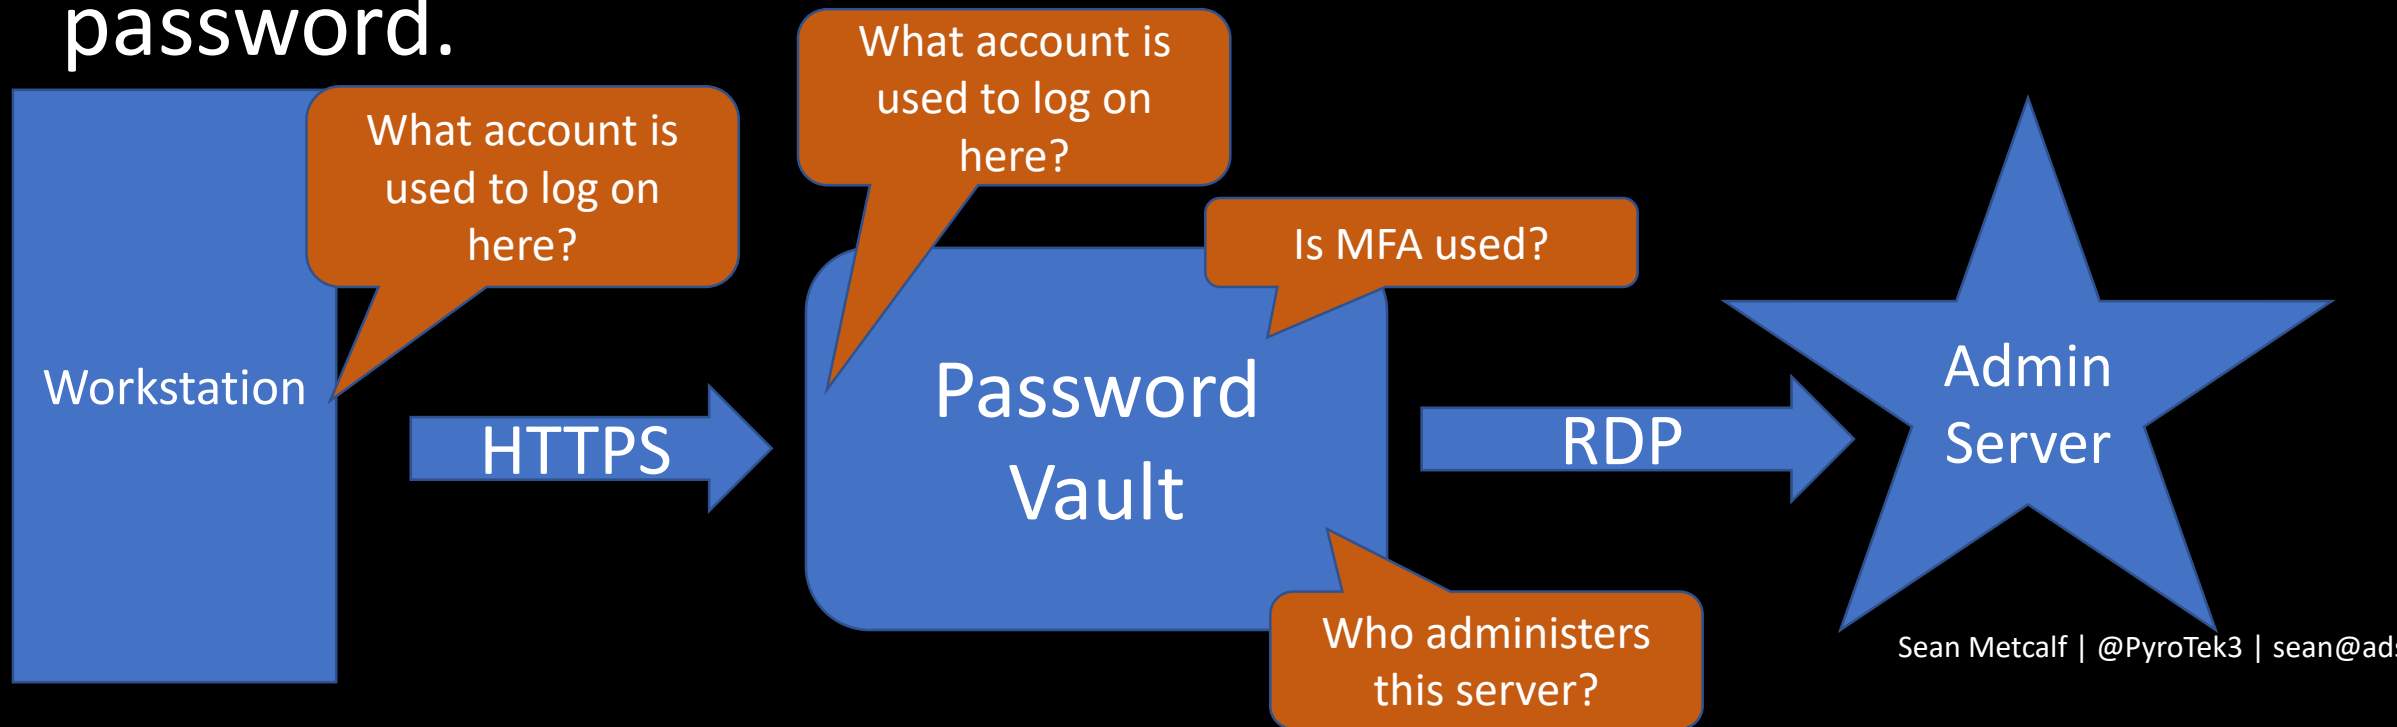 password.
What account is
used to log on
here?
What account is
used to log on
here?
Is MFA used?
Workstation
HTTPS
Password
Vault
RDP
Admin
Server
Who administers
this server?
Sean Metcalf | @PyroTek3 | sean@ads